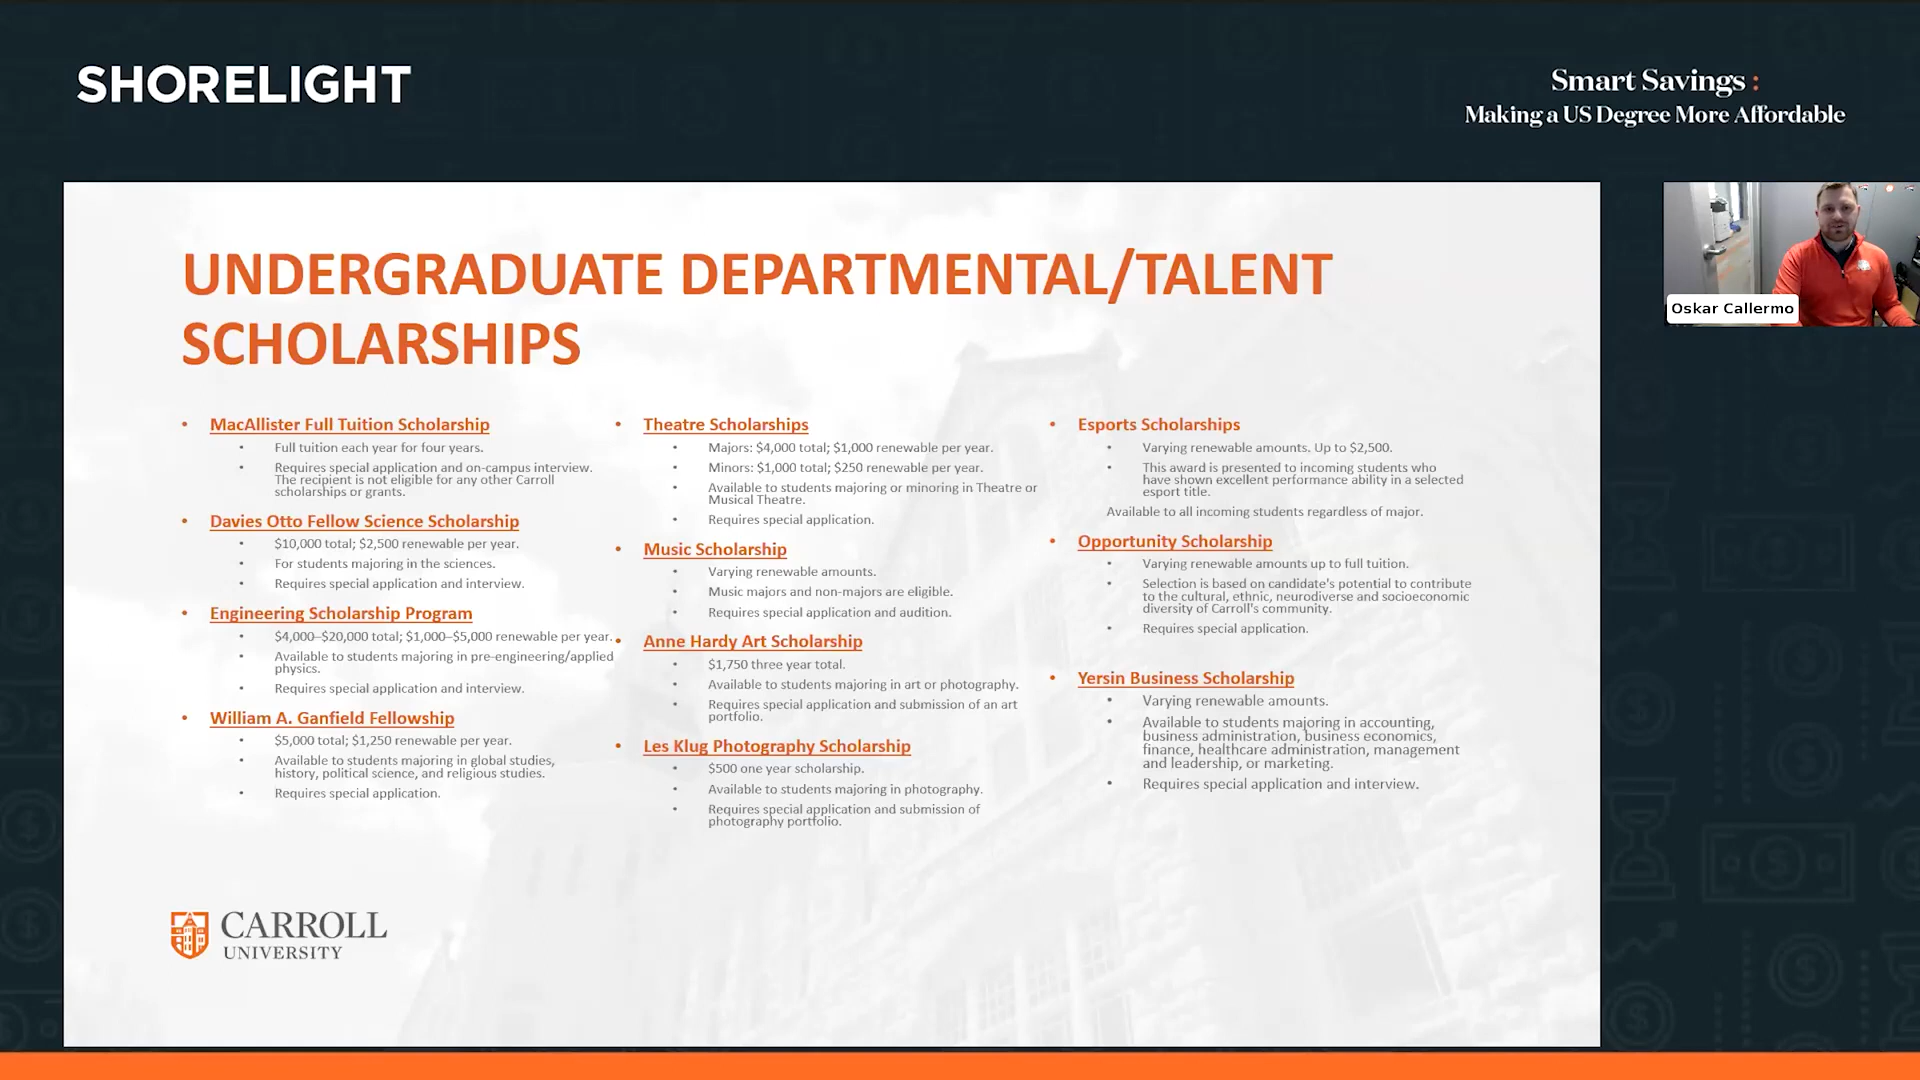 SHORELIGHT
Smart Savings :
Making a US Degree More Affordable
UNDERGRADUATE DEPARTMENTAL/TALENT
SCHOLARSHIPS
• MacAllister Full Tuition Scholarship
• Full tuition each year for four years.
• Requires special application and on-campus interview.
The recipient is not eligible for any other Carroll
scholarships or grants.
• Davies Otto Fellow Science Scholarship
• $10,000 total; $2,500 renewable per year.
• For students majoring in the sciences.
• Requires special application and interview.
• Engineering Scholarship Program
• $4,000–$20,000 total; $1,000–$5,000 renewable per year.
• Available to students majoring in pre-engineering/applied
physics.
• Requires special application and interview.
• William A. Ganfield Fellowship
• $5,000 total; $1,250 renewable per year.
• Available to students majoring in global studies,
history, political science, and religious studies.
• Requires special application.
• Theatre Scholarships
• Majors: $4,000 total; $1,000 renewable per year.
• Minors: $1,000 total; $250 renewable per year.
• Available to students majoring or minoring in Theatre or
Musical Theatre.
• Requires special application.
• Music Scholarship
• Varying renewable amounts.
• Music majors and non-majors are eligible.
• Requires special application and audition.
• Anne Hardy Art Scholarship
• $1,750 three year total.
• Available to students majoring in art or photography.
• Requires special application and submission of an art
portfolio.
• Les Klug Photography Scholarship
• $500 one year scholarship.
• Available to students majoring in photography.
• Requires special application and submission of
photography portfolio.
• Esports Scholarships
• Varying renewable amounts. Up to $2,500.
• This award is presented to incoming students who
have shown excellent performance ability in a selected
esport title.
Available to all incoming students regardless of major.
• Opportunity Scholarship
• Varying renewable amounts up to full tuition.
• Selection is based on candidate's potential to contribute
to the cultural, ethnic, neurodiverse and socioeconomic
diversity of Carroll's community.
• Requires special application.
• Yersin Business Scholarship
• Varying renewable amounts.
• Available to students majoring in accounting,
business administration, business economics,
finance, healthcare administration, management
and leadership, or marketing.
• Requires special application and interview.
CARROLL
UNIVERSITY
Oskar Callermo